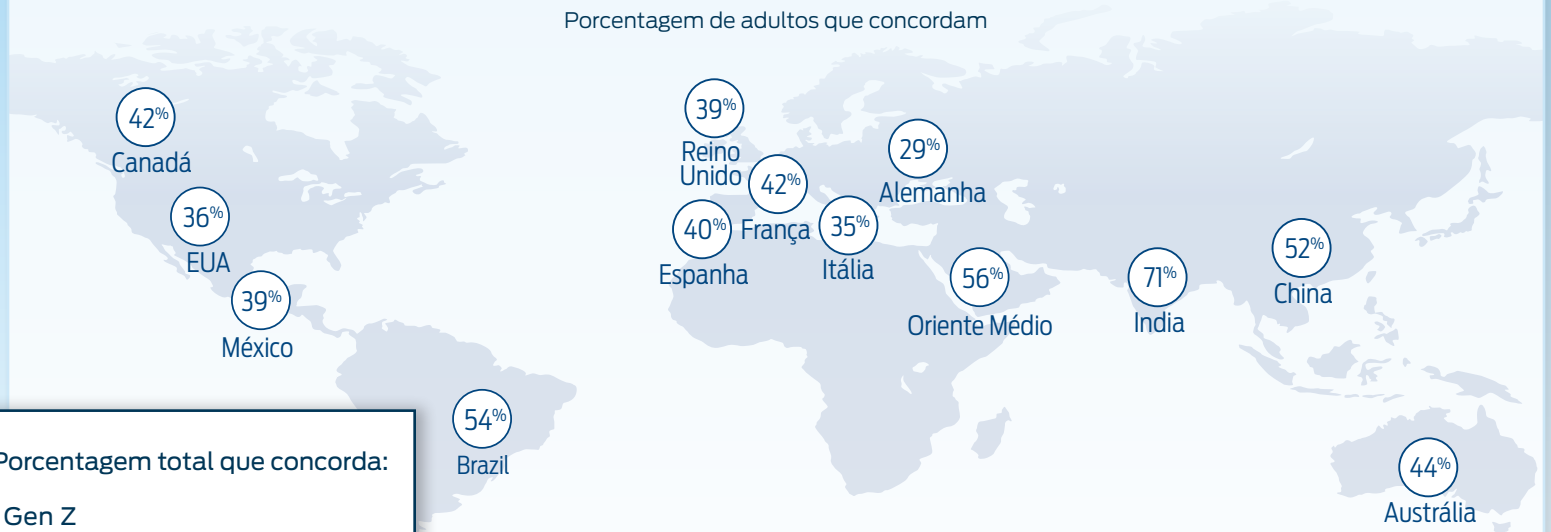 Porcentagem de adultos que concordam
42%
Canadá
36%
EUA
39%
México
54%
Brazil
39%
Reino
Unido
42%
França
40%
Espanha
35%
Itália
29%
Alemanha
56%
Oriente Médio
71%
India
52%
China
44%
Austrália
Porcentagem total que concorda:
Gen Z